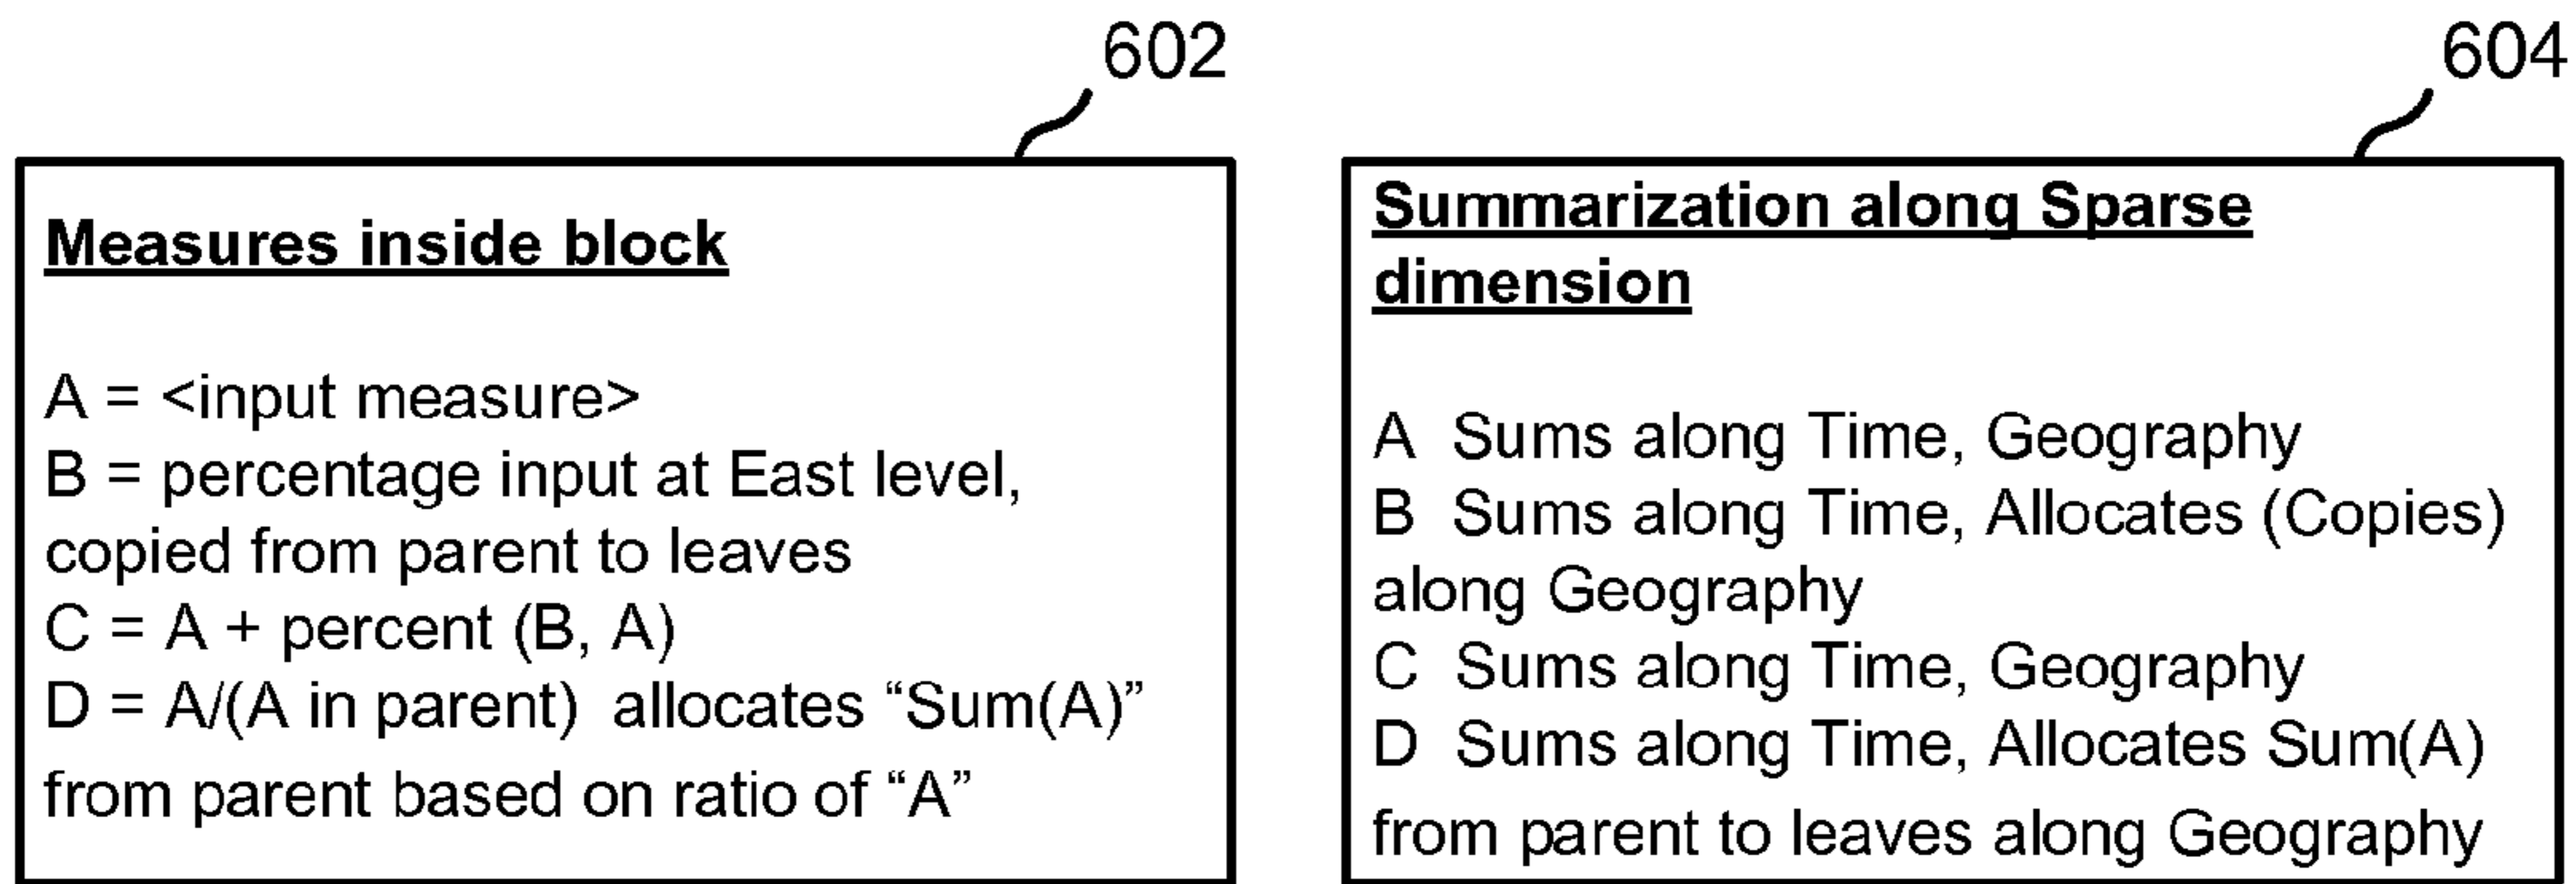 602
Measures inside block
A = <input measure>
B = percentage input at East level,
copied from parent to leaves
C = A + percent (B, A)
D = A/(A in parent)  allocates “Sum(A)”
from parent based on ratio of “A”
604
Summarization along Sparse
dimension
A  Sums along Time, Geography
B  Sums along Time, Allocates (Copies)
along Geography
C  Sums along Time, Geography
D  Sums along Time, Allocates Sum(A)
from parent to leaves along Geography